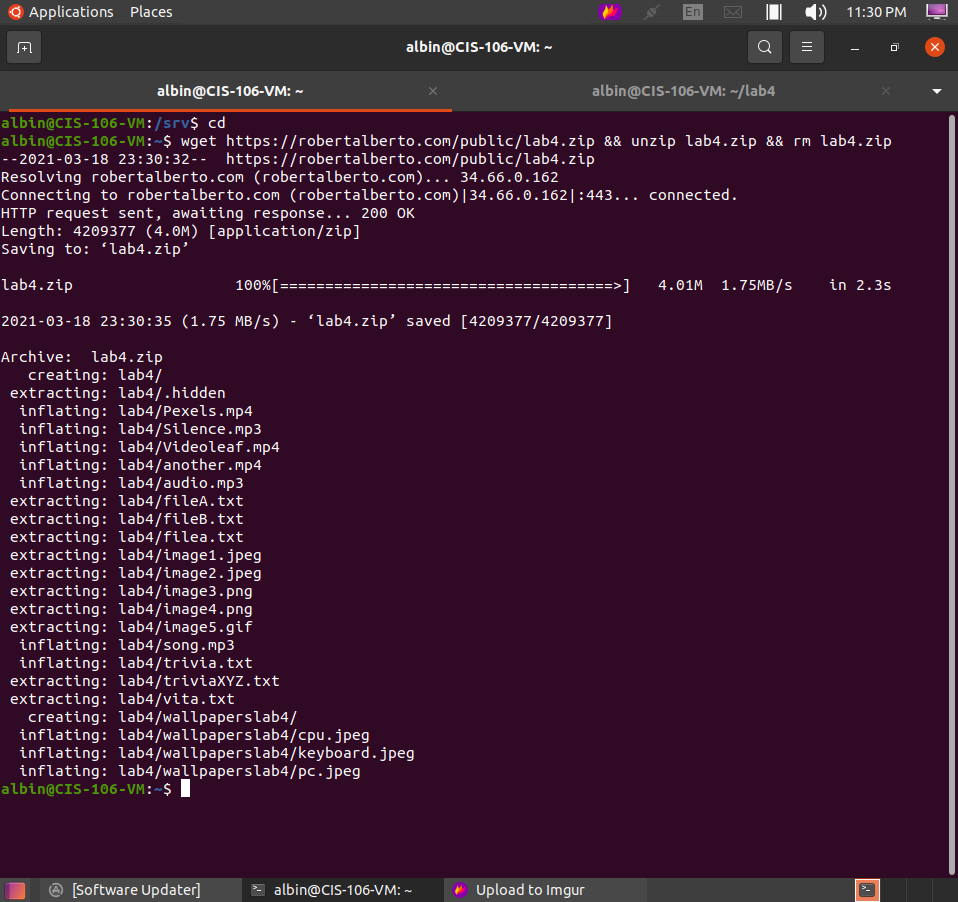 Applications Places En 11:30 PM
albin@CIS-106-VM: ~
albin@CIS-106-VM: ~ albin@CIS-106-VM: ~/lab4
albin@CIS-106-VM:/srv$ cd
albin@CIS-106-VM:~$ wget https://robertalberto.com/public/lab4.zip && unzip lab4.zip && rm lab4.zip
--2021-03-18 23:30:32--  https://robertalberto.com/public/lab4.zip
Resolving robertalberto.com (robertalberto.com)... 34.66.0.162
Connecting to robertalberto.com (robertalberto.com)|34.66.0.162|:443... connected.
HTTP request sent, awaiting response... 200 OK
Length: 4209377 (4.0M) [application/zip]
Saving to: ‘lab4.zip’
lab4.zip                  100%[=====================================>]   4.01M  1.75MB/s    in 2.3s
2021-03-18 23:30:35 (1.75 MB/s) - ‘lab4.zip’ saved [4209377/4209377]
Archive:  lab4.zip
   creating: lab4/
 extracting: lab4/.hidden
  inflating: lab4/Pexels.mp4
  inflating: lab4/Silence.mp3
  inflating: lab4/Videoleaf.mp4
  inflating: lab4/another.mp4
  inflating: lab4/audio.mp3
 extracting: lab4/fileA.txt
 extracting: lab4/fileB.txt
 extracting: lab4/filea.txt
 extracting: lab4/image1.jpeg
 extracting: lab4/image2.jpeg
 extracting: lab4/image3.png
 extracting: lab4/image4.png
 extracting: lab4/image5.gif
  inflating: lab4/song.mp3
  inflating: lab4/trivia.txt
 extracting: lab4/triviaXYZ.txt
 extracting: lab4/vita.txt
   creating: lab4/wallpaperslab4/
  inflating: lab4/wallpaperslab4/cpu.jpeg
  inflating: lab4/wallpaperslab4/keyboard.jpeg
  inflating: lab4/wallpaperslab4/pc.jpeg
albin@CIS-106-VM:~$
[Software Updater] albin@CIS-106-VM: ~ Upload to Imgur